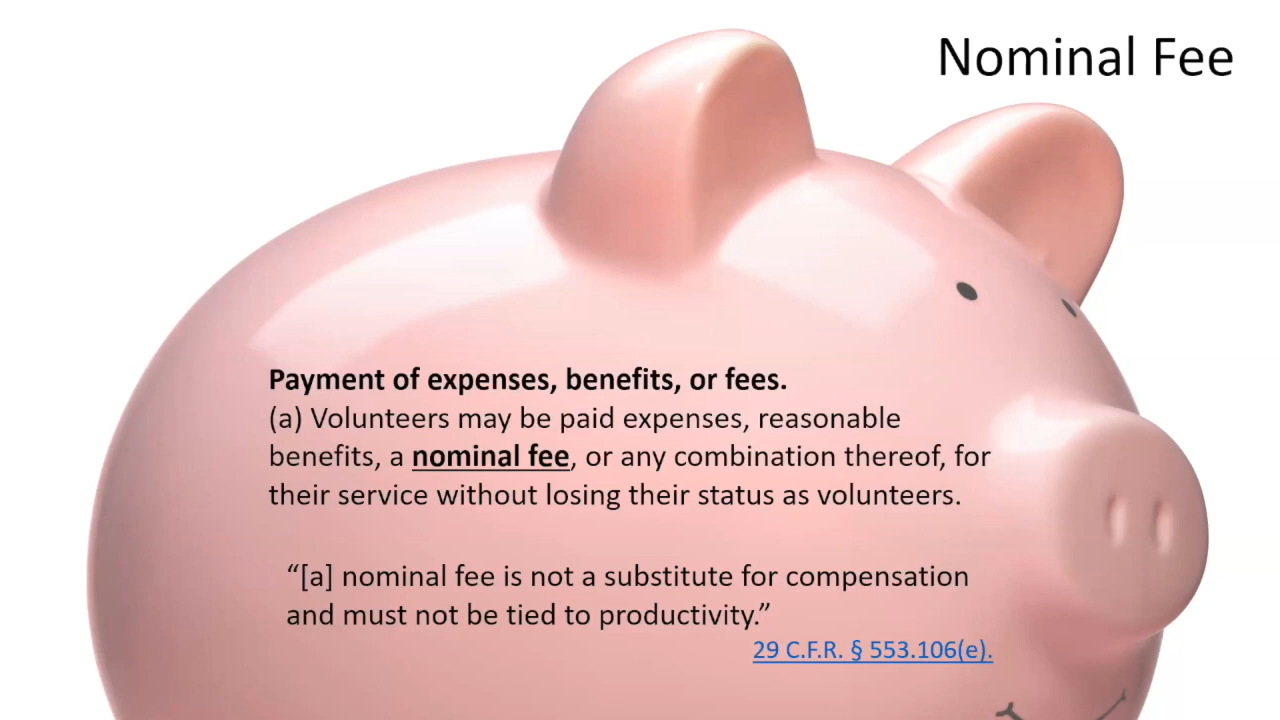 Nominal Fee
Payment of expenses, benefits, or fees.
(a) Volunteers may be paid expenses, reasonable
benefits, a nominal fee, or any combination thereof, for
their service without losing their status as volunteers.
“[a] nominal fee is not a substitute for compensation
and must not be tied to productivity.”
29 C.F.R. § 553.106(e).